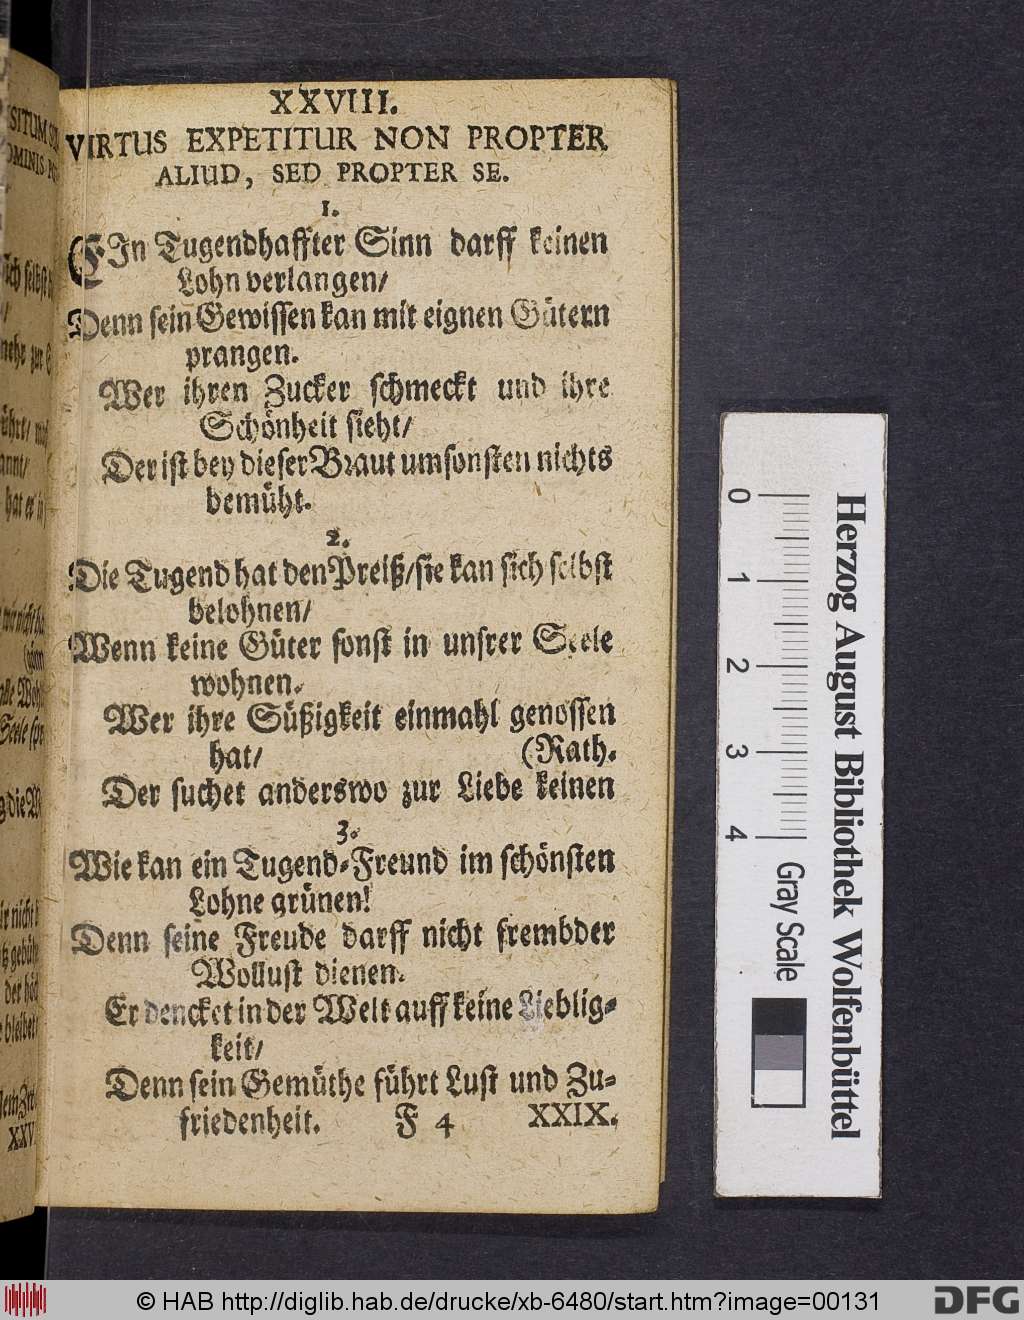 XXVIII.
VIRTUS EXPETITUR NON PROPTER
ALIUD, SED PROPTER SE.
1.
EIn Tugendhaffter Sinn darff keinen
Lohn verlangen/
Denn sein Gewissen kan mit eignen Gütern
prangen.
Wer ihren Zucker schmeckt und ihre
Schönheit sieht/
Der ist bey dieser Braut umsonsten nichts
bemüht.
2.
Die Tugend hat den Preiß/sie kan sich selbst
belohnen/
Wenn keine Güter sonst in unsrer Seele
wohnen.
Wer ihre Süßigkeit einmahl genossen
hat/ (Rath.
Der suchet anderswo zur Liebe keinen
3.
Wie kan ein Tugend-Freund im schönsten
Lohne grünen!
Denn seine Freude darff nicht frembder
Wollust dienen.
Er dencket in der Welt auff keine Lieblig-
keit/
Denn sein Gemüthe führt Lust und Zu-
friedenheit. F 4 XXIX.
Herzog August Bibliothek Wolfenbüttel
0 1 2 3 4
Gray Scale
© HAB http://diglib.hab.de/drucke/xb-6480/start.htm?image=00131
DFG